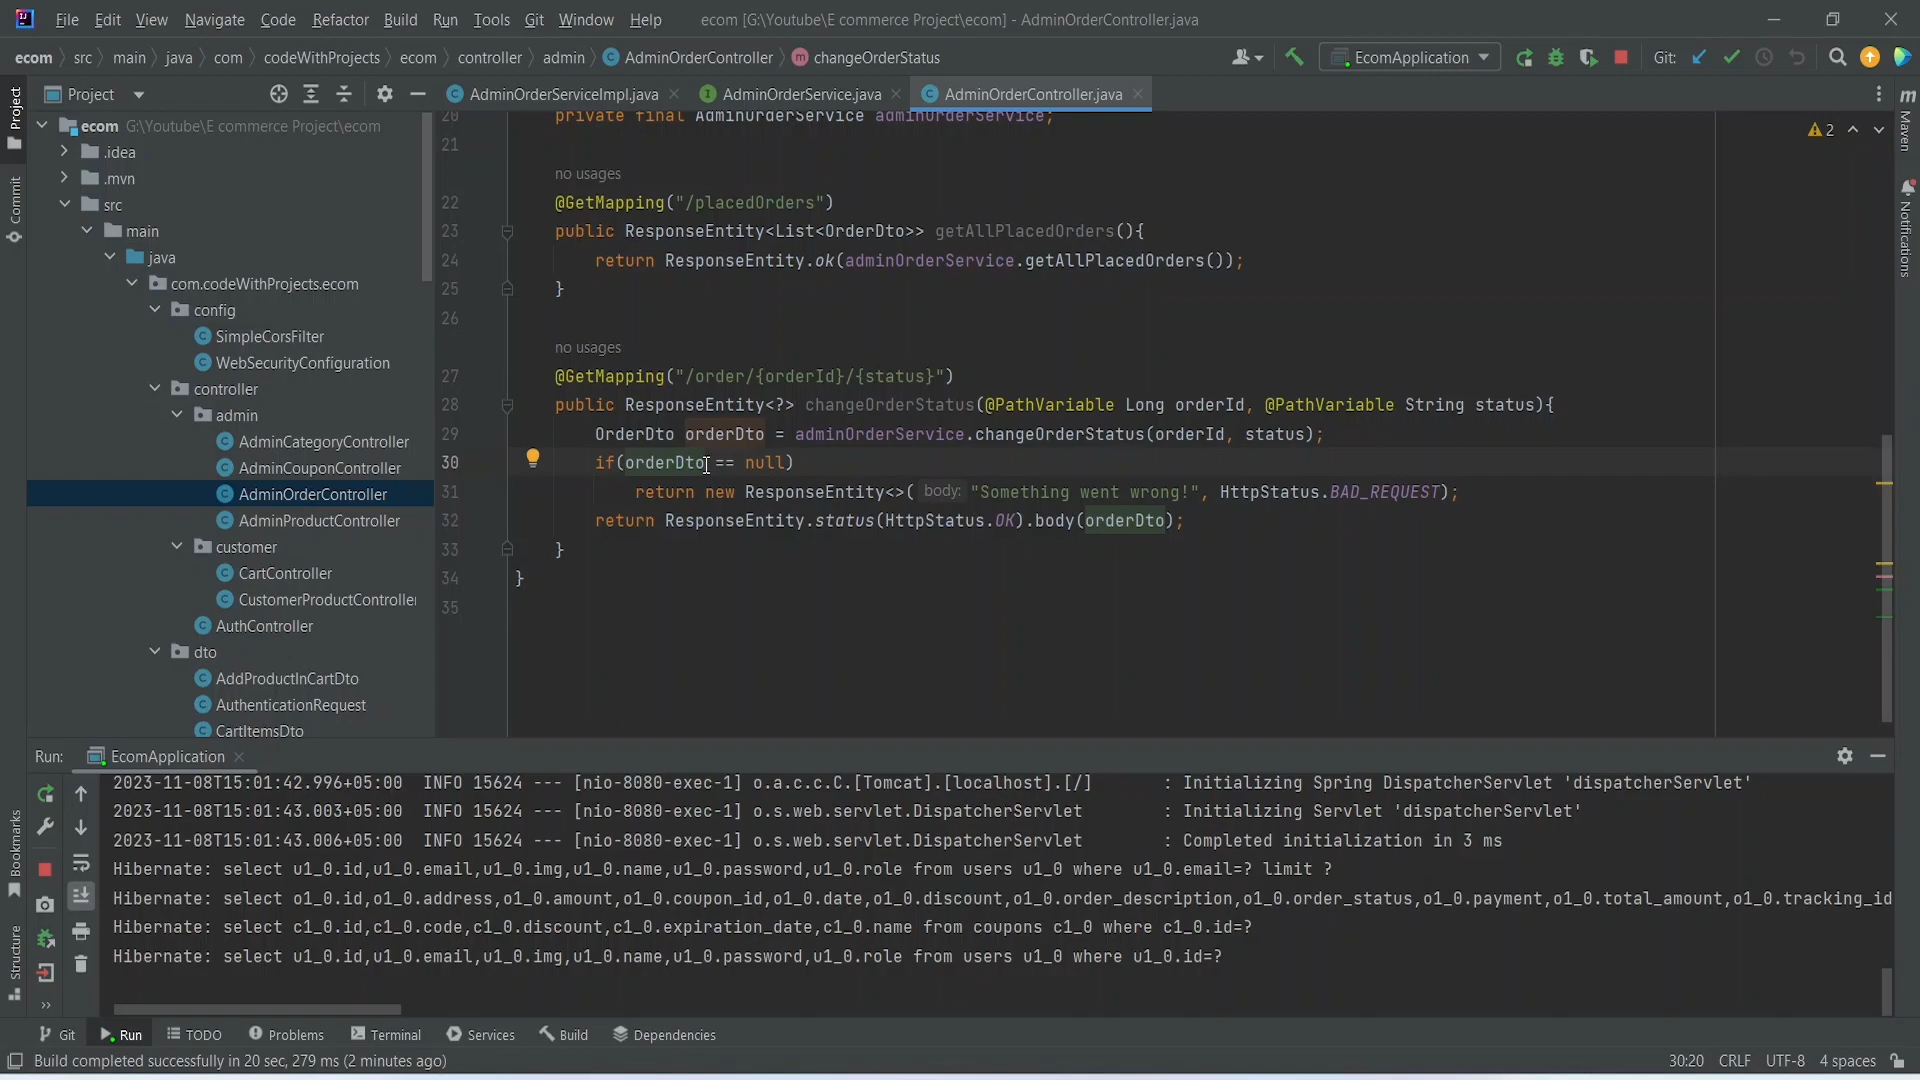 File Edit View Navigate Code Refactor Build Run Tools Git Window Help ecom [G:\Youtube\E commerce Project\ecom] - AdminOrderController.java
ecom src main java com codeWithProjects ecom controller admin AdminOrderController changeOrderStatus EcomApplication Git:
Project
AdminOrderServiceImpl.java AdminOrderService.java AdminOrderController.java
Project
Commit
Bookmarks
Structure
Maven
Notifications
ecom G:\Youtube\E commerce Project\ecom
.idea
.mvn
src
main
java
com.codeWithProjects.ecom
config
SimpleCorsFilter
WebSecurityConfiguration
controller
admin
AdminCategoryController
AdminCouponController
AdminOrderController
AdminProductController
customer
CartController
CustomerProductController
AuthController
dto
AddProductInCartDto
AuthenticationRequest
CartItemsDto
2
20 private final AdminOrderService adminOrderService;
21
no usages
22 @GetMapping("/placedOrders")
23 public ResponseEntity<List<OrderDto>> getAllPlacedOrders(){
24 return ResponseEntity.ok(adminOrderService.getAllPlacedOrders());
25 }
26
no usages
27 @GetMapping("/order/{orderId}/{status}")
28 public ResponseEntity<?> changeOrderStatus(@PathVariable Long orderId, @PathVariable String status){
29 OrderDto orderDto = adminOrderService.changeOrderStatus(orderId, status);
30 if(orderDto == null)
31 return new ResponseEntity<>( body: "Something went wrong!", HttpStatus.BAD_REQUEST);
32 return ResponseEntity.status(HttpStatus.OK).body(orderDto);
33 }
34 }
35
Run: EcomApplication
2023-11-08T15:01:42.996+05:00 INFO 15624 --- [nio-8080-exec-1] o.a.c.c.C.[Tomcat].[localhost].[/] : Initializing Spring DispatcherServlet 'dispatcherServlet'
2023-11-08T15:01:43.003+05:00 INFO 15624 --- [nio-8080-exec-1] o.s.web.servlet.DispatcherServlet : Initializing Servlet 'dispatcherServlet'
2023-11-08T15:01:43.006+05:00 INFO 15624 --- [nio-8080-exec-1] o.s.web.servlet.DispatcherServlet : Completed initialization in 3 ms
Hibernate: select u1_0.id,u1_0.email,u1_0.img,u1_0.name,u1_0.password,u1_0.role from users u1_0 where u1_0.email=? limit ?
Hibernate: select o1_0.id,o1_0.address,o1_0.amount,o1_0.coupon_id,o1_0.date,o1_0.discount,o1_0.order_description,o1_0.order_status,o1_0.payment,o1_0.total_amount,o1_0.tracking_id
Hibernate: select c1_0.id,c1_0.code,c1_0.discount,c1_0.expiration_date,c1_0.name from coupons c1_0 where c1_0.id=?
Hibernate: select u1_0.id,u1_0.email,u1_0.img,u1_0.name,u1_0.password,u1_0.role from users u1_0 where u1_0.id=?
Git Run TODO Problems Terminal Services Build Dependencies
Build completed successfully in 20 sec, 279 ms (2 minutes ago) 30:20 CRLF UTF-8 4 spaces